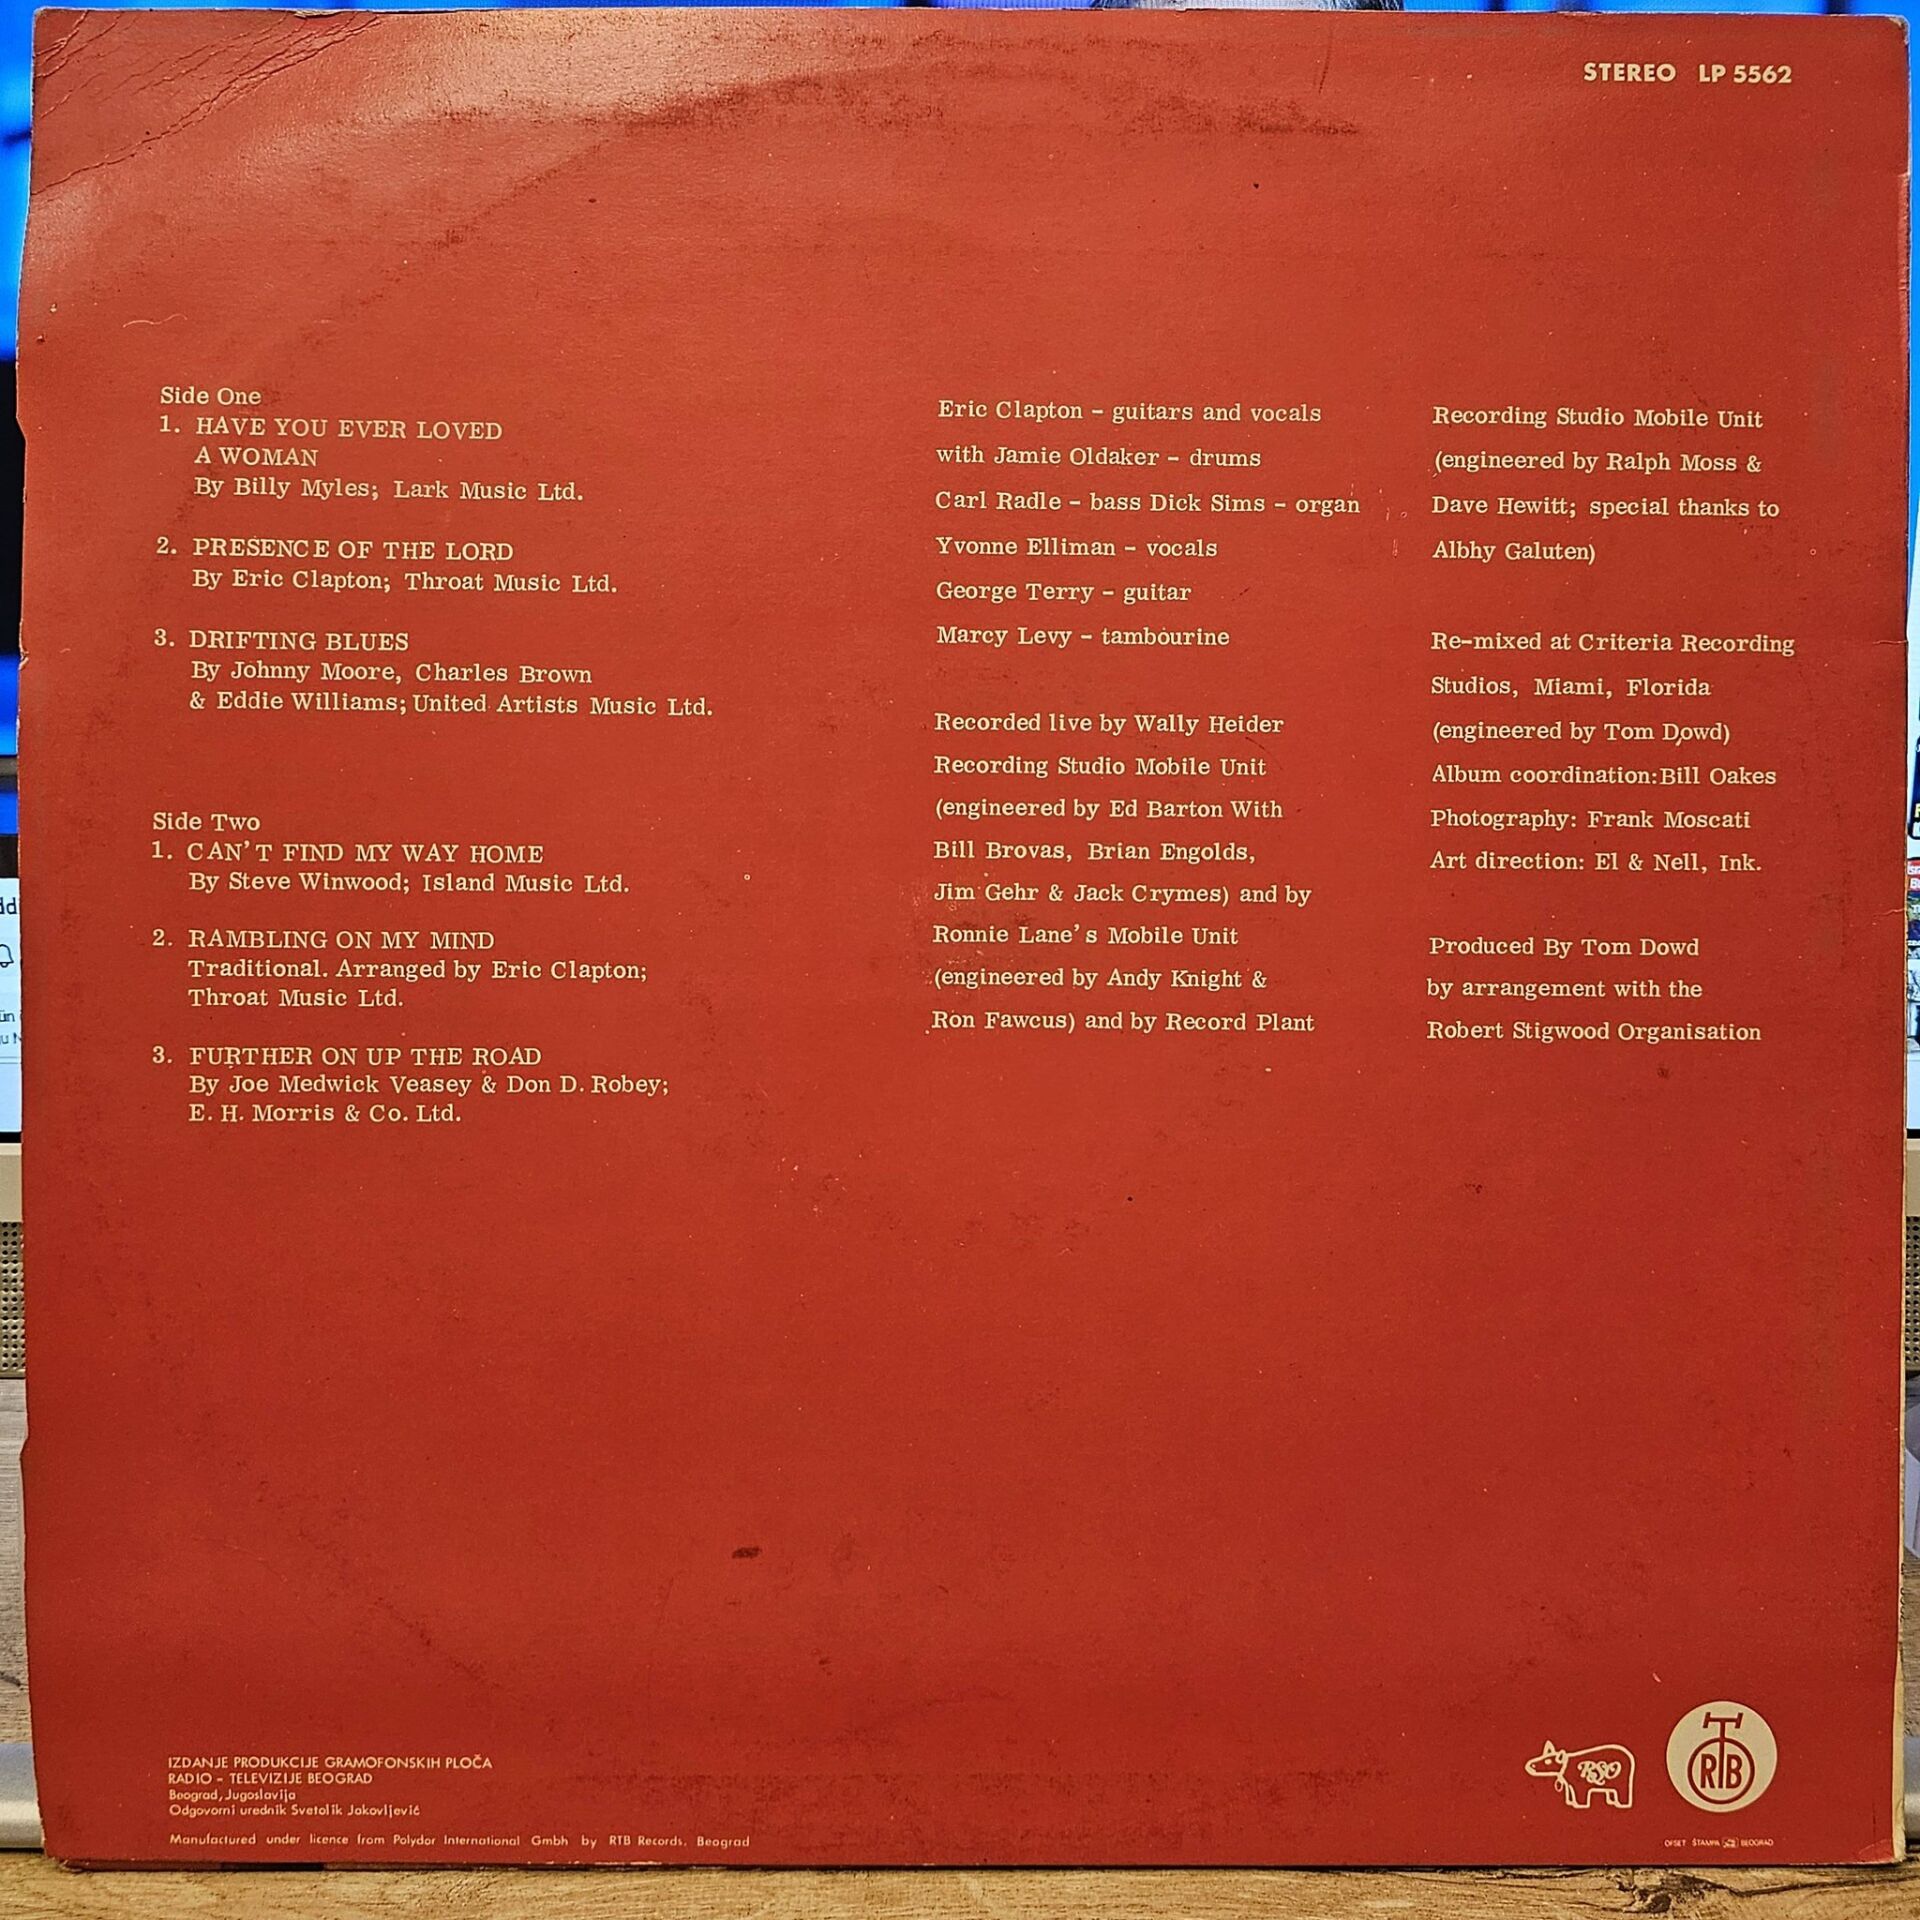 STEREO LP 5562
Side One
1. HAVE YOU EVER LOVED
A WOMAN
By Billy Myles; Lark Music Ltd.
2. PRESENCE OF THE LORD
By Eric Clapton; Throat Music Ltd.
3. DRIFTING BLUES
By Johnny Moore, Charles Brown
& Eddie Williams; United Artists Music Ltd.
Side Two
1. CAN'T FIND MY WAY HOME
By Steve Winwood; Island Music Ltd.
2. RAMBLING ON MY MIND
Traditional. Arranged by Eric Clapton;
Throat Music Ltd.
3. FURTHER ON UP THE ROAD
By Joe Medwick Veasey & Don D. Robey;
E. H. Morris & Co. Ltd.
Eric Clapton - guitars and vocals
with Jamie Oldaker - drums
Carl Radle - bass Dick Sims - organ
Yvonne Elliman - vocals
George Terry - guitar
Marcy Levy - tambourine
Recorded live by Wally Heider
Recording Studio Mobile Unit
(engineered by Ed Barton With
Bill Brovas, Brian Engolds,
Jim Gehr & Jack Crymes) and by
Ronnie Lane's Mobile Unit
(engineered by Andy Knight &
Ron Fawcus) and by Record Plant
Recording Studio Mobile Unit
(engineered by Ralph Moss &
Dave Hewitt; special thanks to
Albhy Galuten)
Re-mixed at Criteria Recording
Studios, Miami, Florida
(engineered by Tom Dowd)
Album coordination: Bill Oakes
Photography: Frank Moscati
Art direction: El & Nell, Ink.
Produced By Tom Dowd
by arrangement with the
Robert Stigwood Organisation
IZDANJE PRODUKCIJE GRAMOFONSKIH PLOČA
RADIO - TELEVIZIJE BEOGRAD
Beograd, Jugoslavija
Odgovorni urednik Svetolik Jakovljević
Manufactured under licence from Polydor International Gmbh by RTB Records, Beograd
RSO
RTB
OFSET ŠTAMPA BEOGRAD